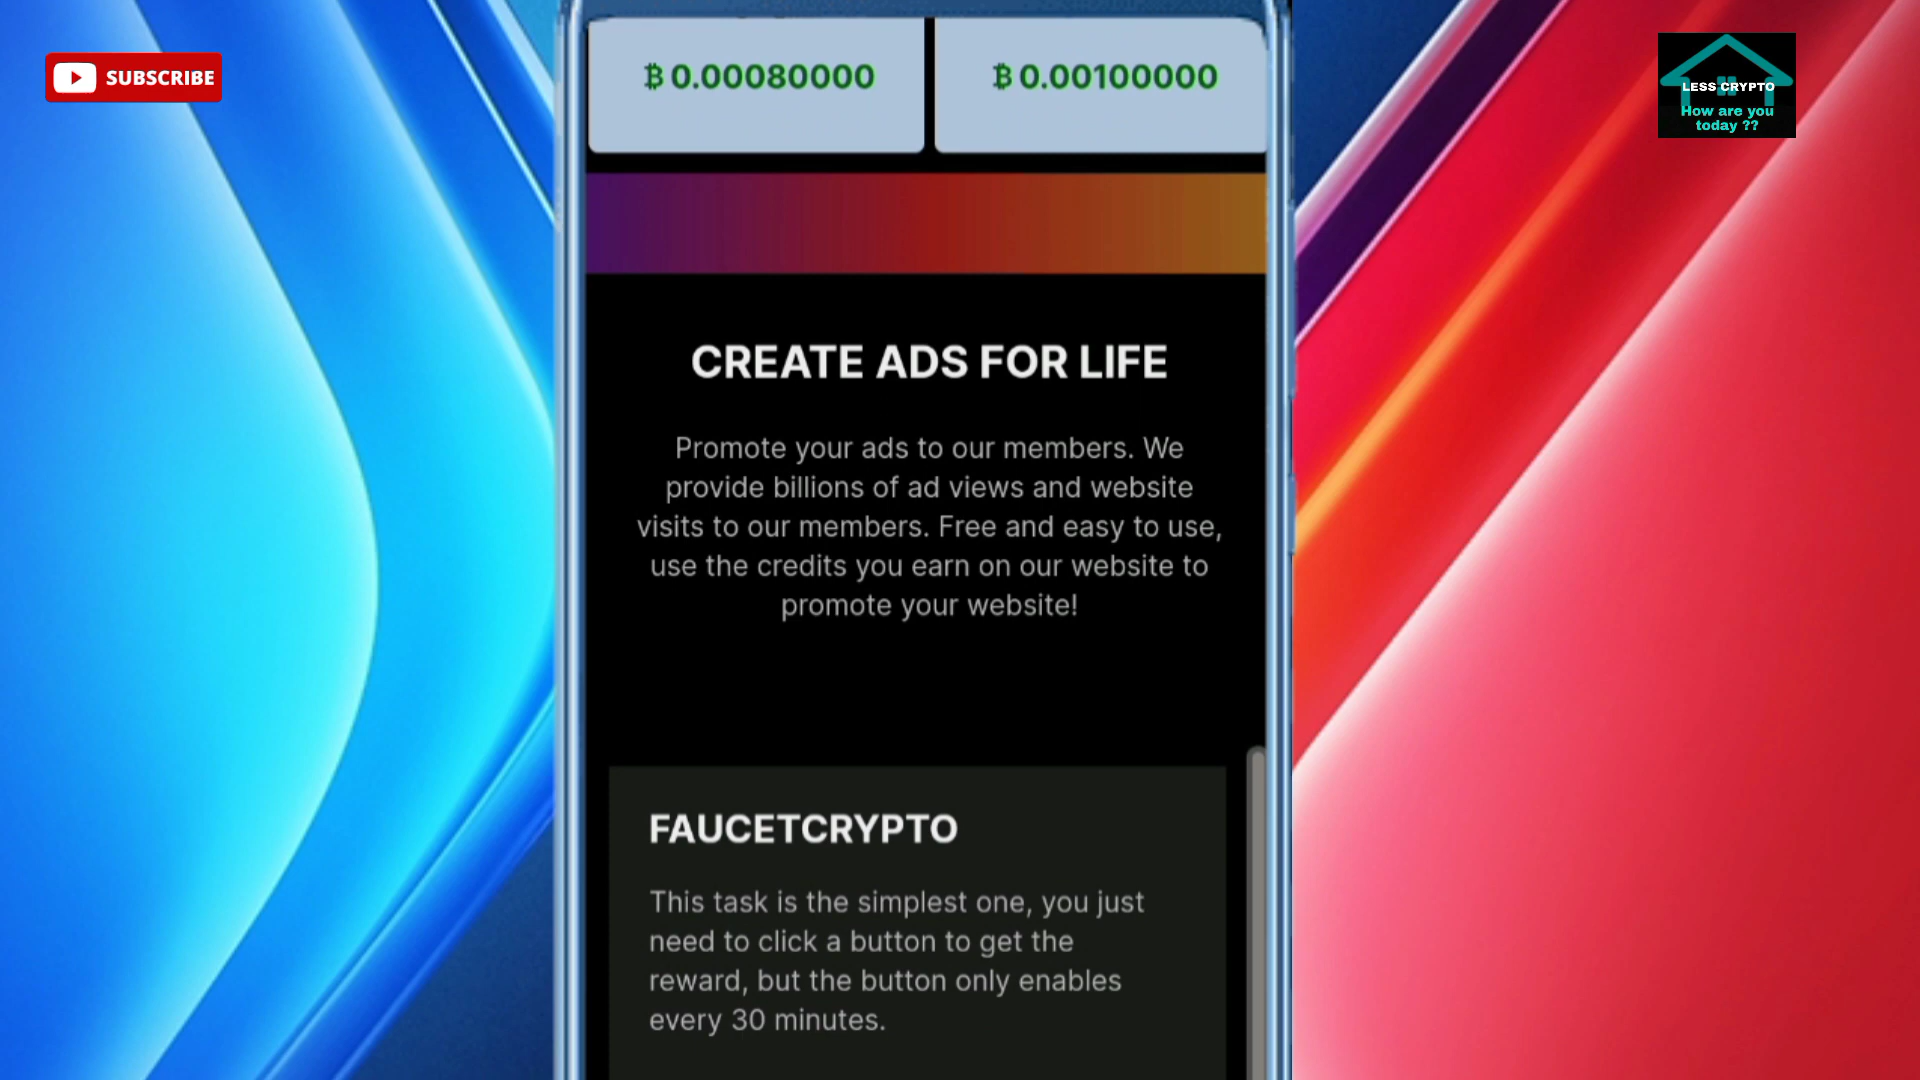 SUBSCRIBE
₿ 0.00080000
₿ 0.00100000
LESS CRYPTO
How are you
today ??
CREATE ADS FOR LIFE
Promote your ads to our members. We
provide billions of ad views and website
visits to our members. Free and easy to use,
use the credits you earn on our website to
promote your website!
FAUCETCRYPTO
This task is the simplest one, you just
need to click a button to get the
reward, but the button only enables
every 30 minutes.